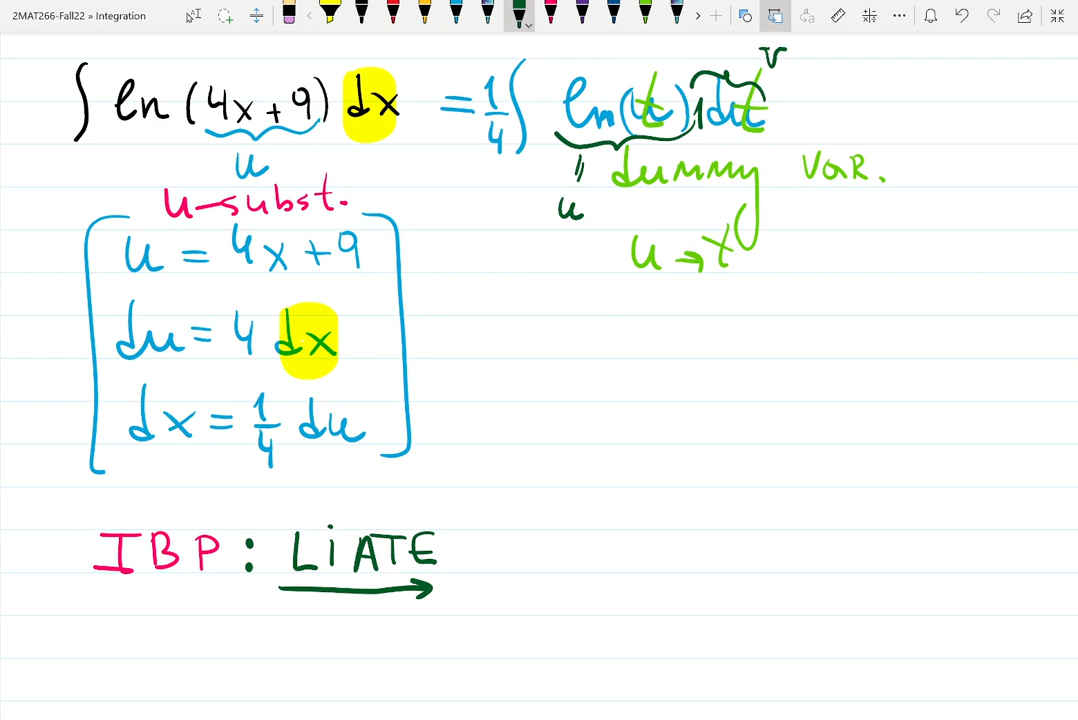 2MAT266-Fall22 » Integration
∫ ln (4x+9) dx = 1/4 ∫ ln(t) 1 dt
v
u
u
dummy var.
u-subst.
u → t
u = 4x+9
du = 4 dx
dx = 1/4 du
IBP : LiATE